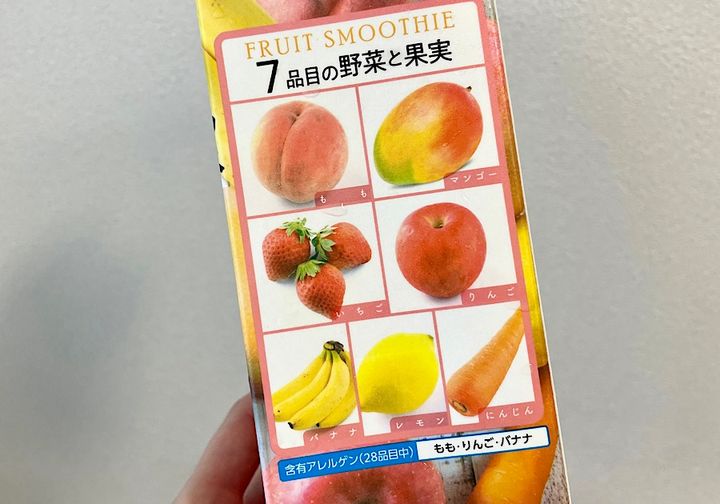 FRUIT SMOOTHIE
7品目の野菜と果実
もも
マンゴー
いちご
りんご
バナナ
レモン
にんじん
含有アレルゲン(28品目中)
もも・りんご・バナナ